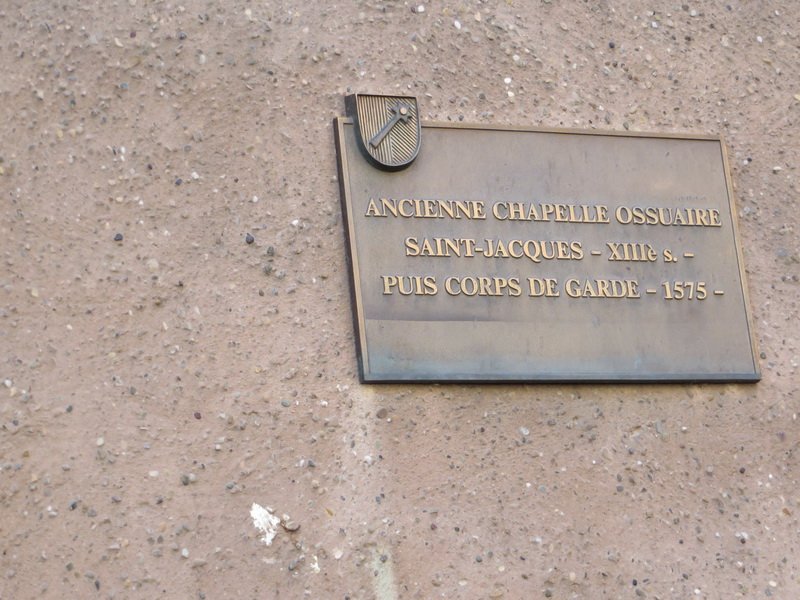 ANCIENNE CHAPELLE OSSUAIRE
SAINT-JACQUES – XIIIè s. –
PUIS CORPS DE GARDE – 1575 –